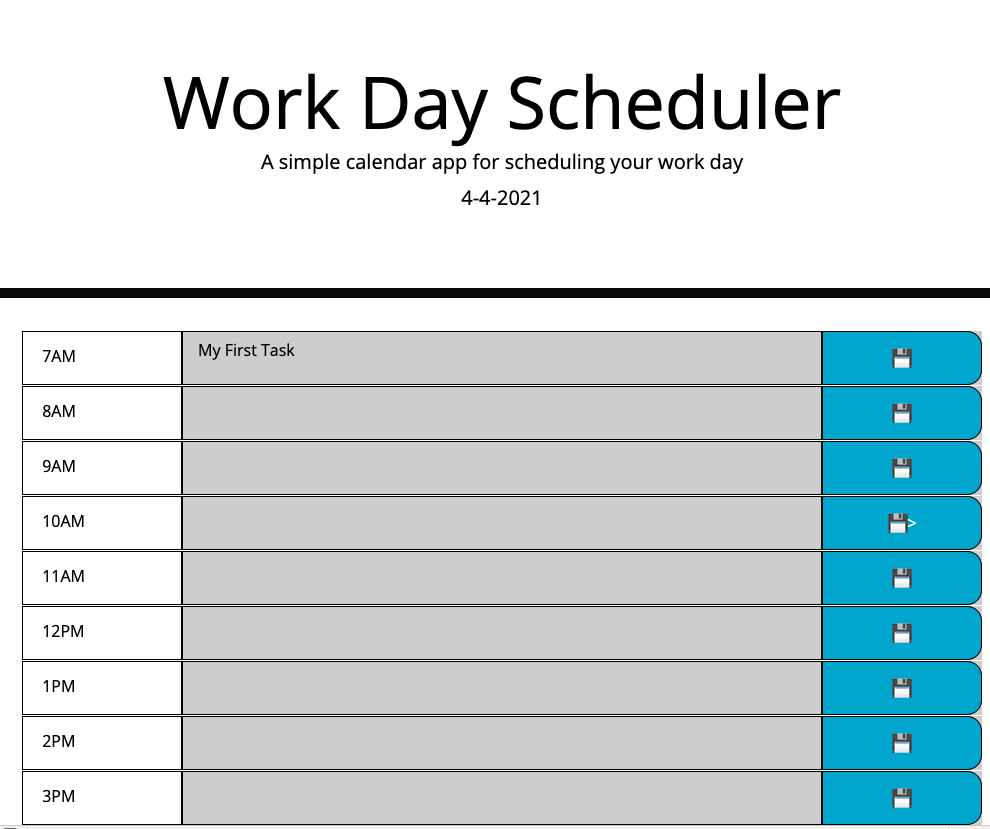 Work Day Scheduler
A simple calendar app for scheduling your work day
4-4-2021
7AM My First Task
8AM
9AM
10AM >
11AM
12PM
1PM
2PM
3PM